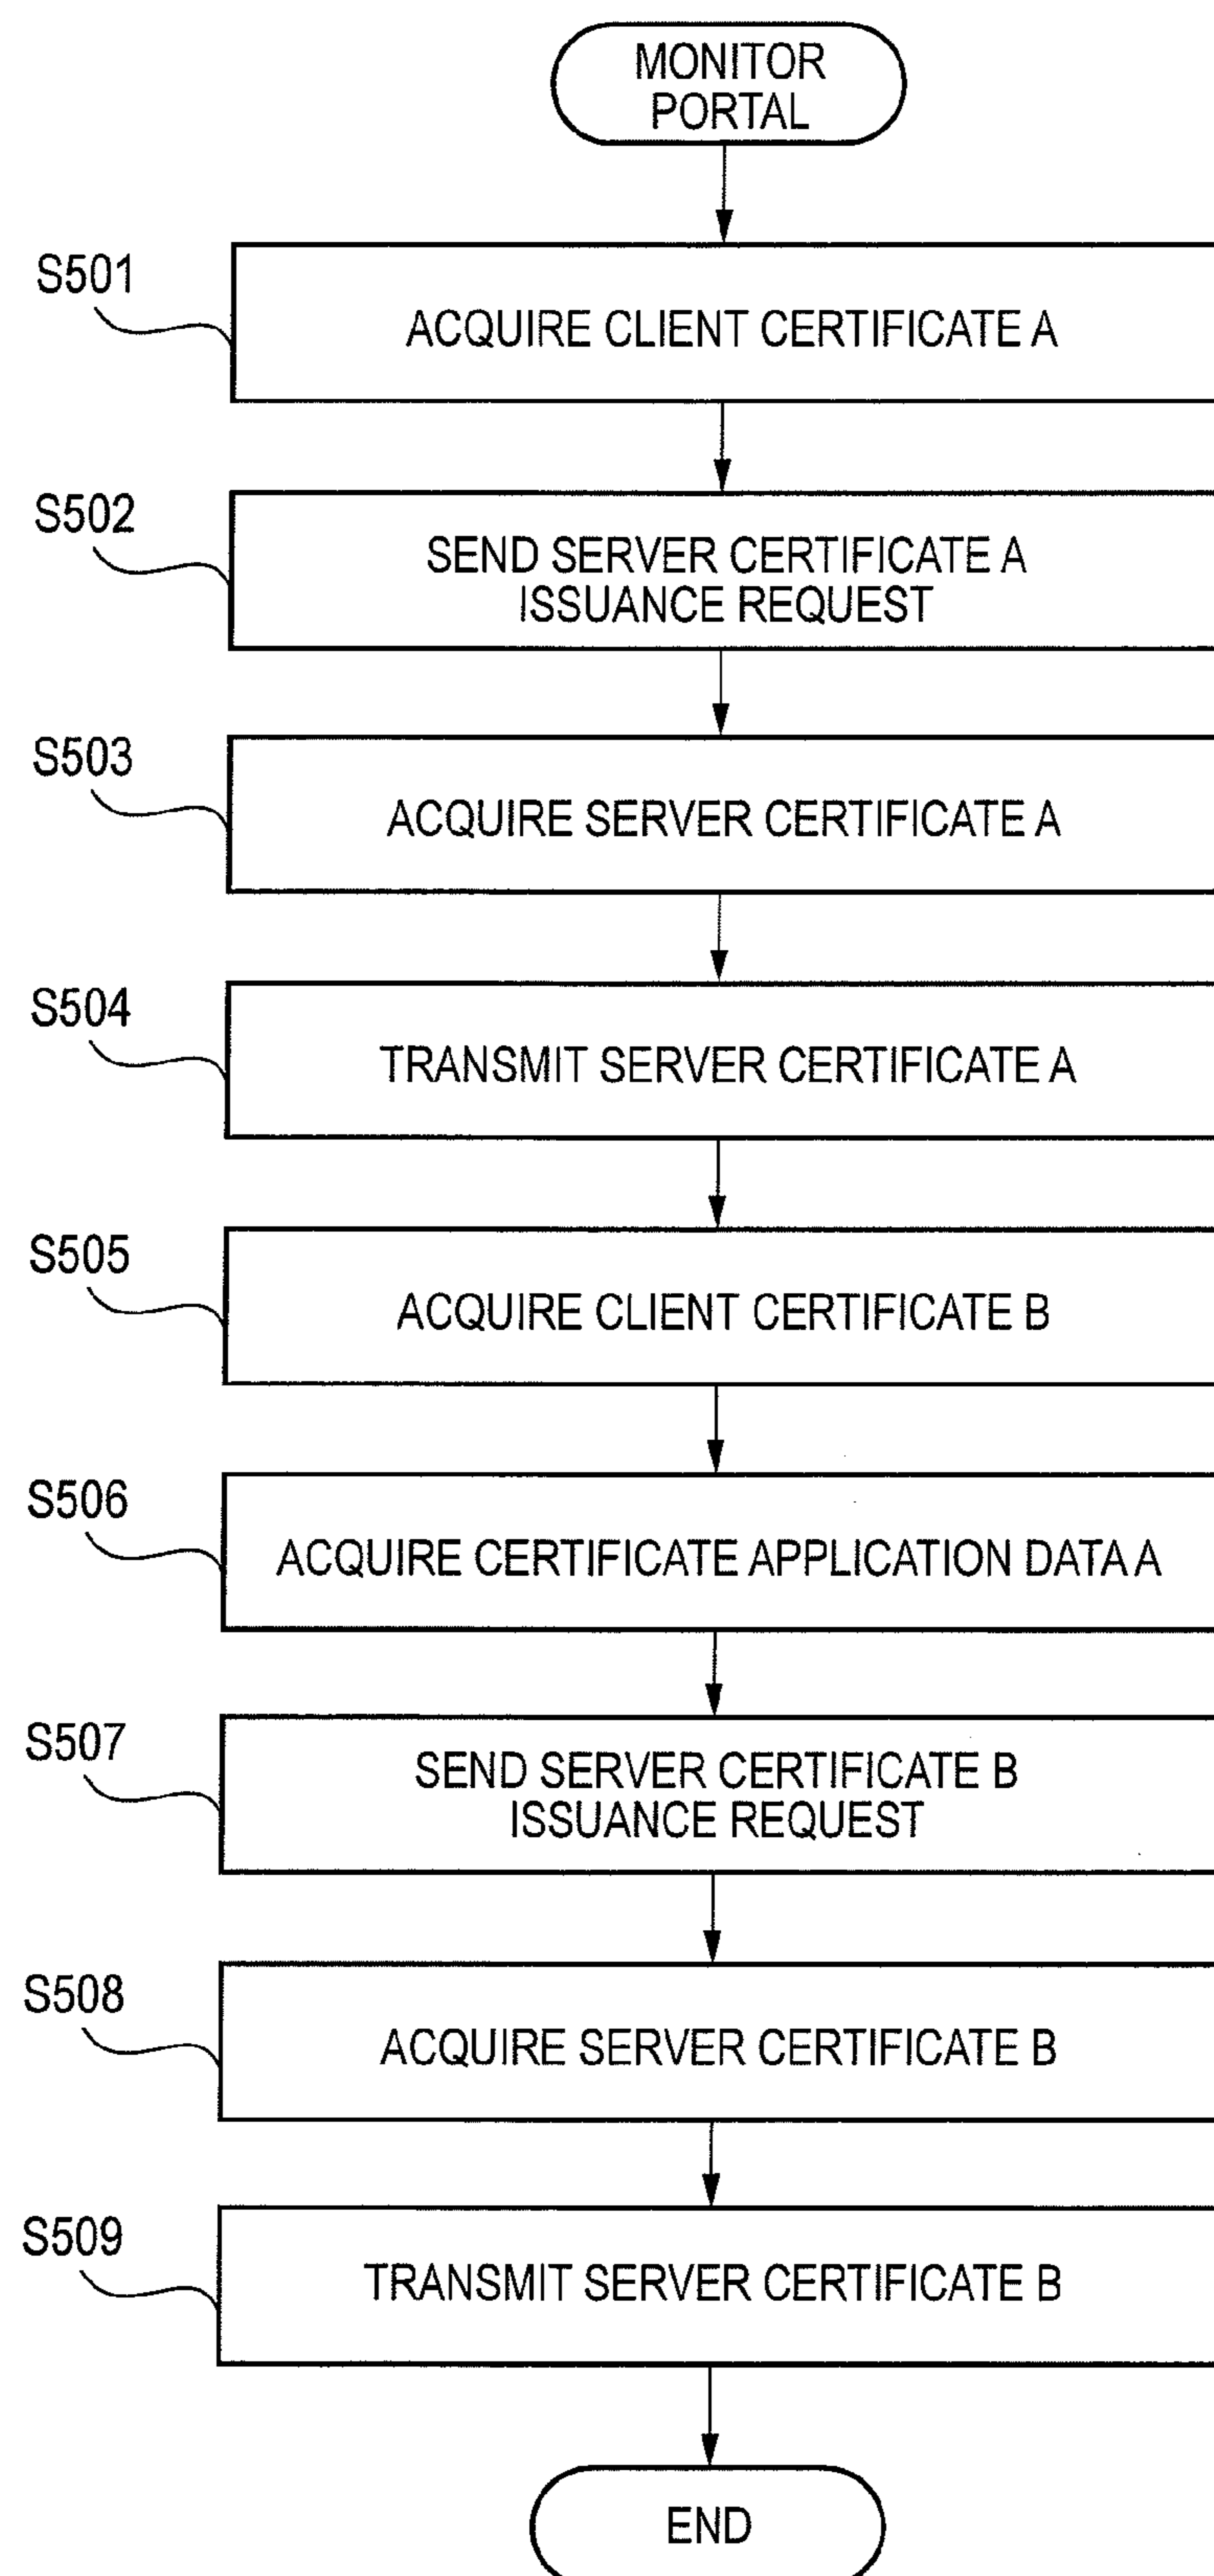 MONITOR
PORTAL
S501
ACQUIRE CLIENT CERTIFICATE A
S502
SEND SERVER CERTIFICATE A
ISSUANCE REQUEST
S503
ACQUIRE SERVER CERTIFICATE A
S504
TRANSMIT SERVER CERTIFICATE A
S505
ACQUIRE CLIENT CERTIFICATE B
S506
ACQUIRE CERTIFICATE APPLICATION DATA A
S507
SEND SERVER CERTIFICATE B
ISSUANCE REQUEST
S508
ACQUIRE SERVER CERTIFICATE B
S509
TRANSMIT SERVER CERTIFICATE B
END